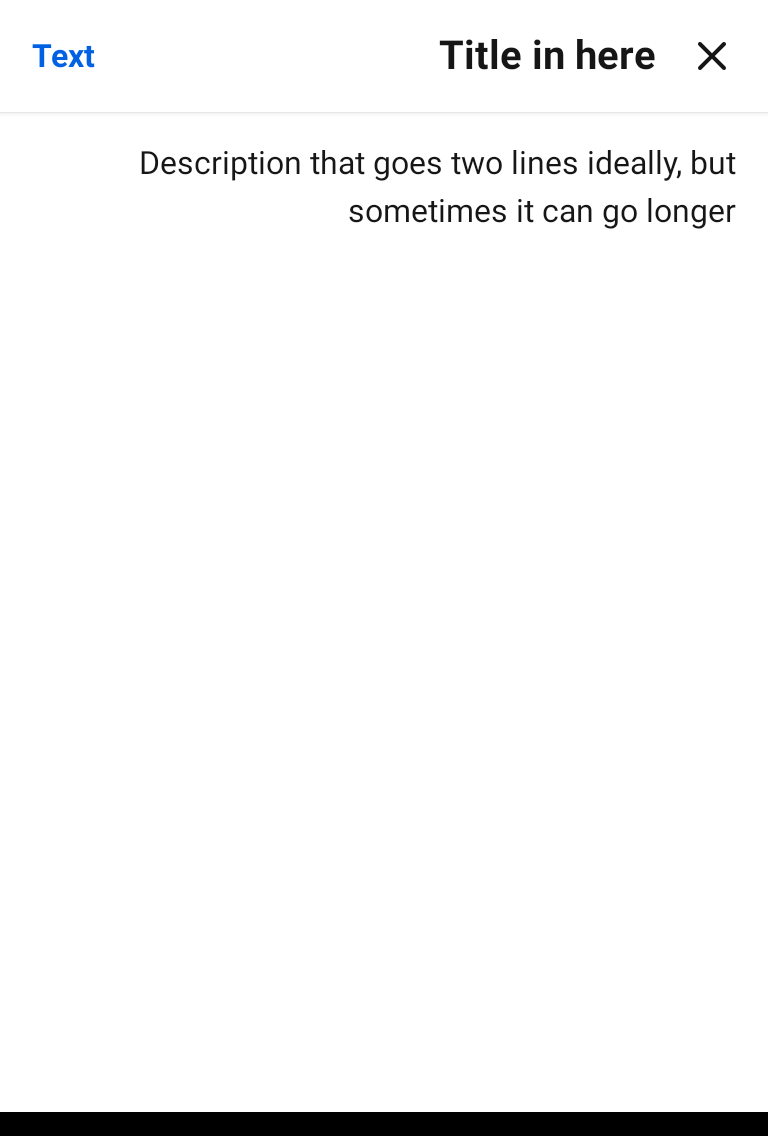 Text
Title in here
Description that goes two lines ideally, but
sometimes it can go longer